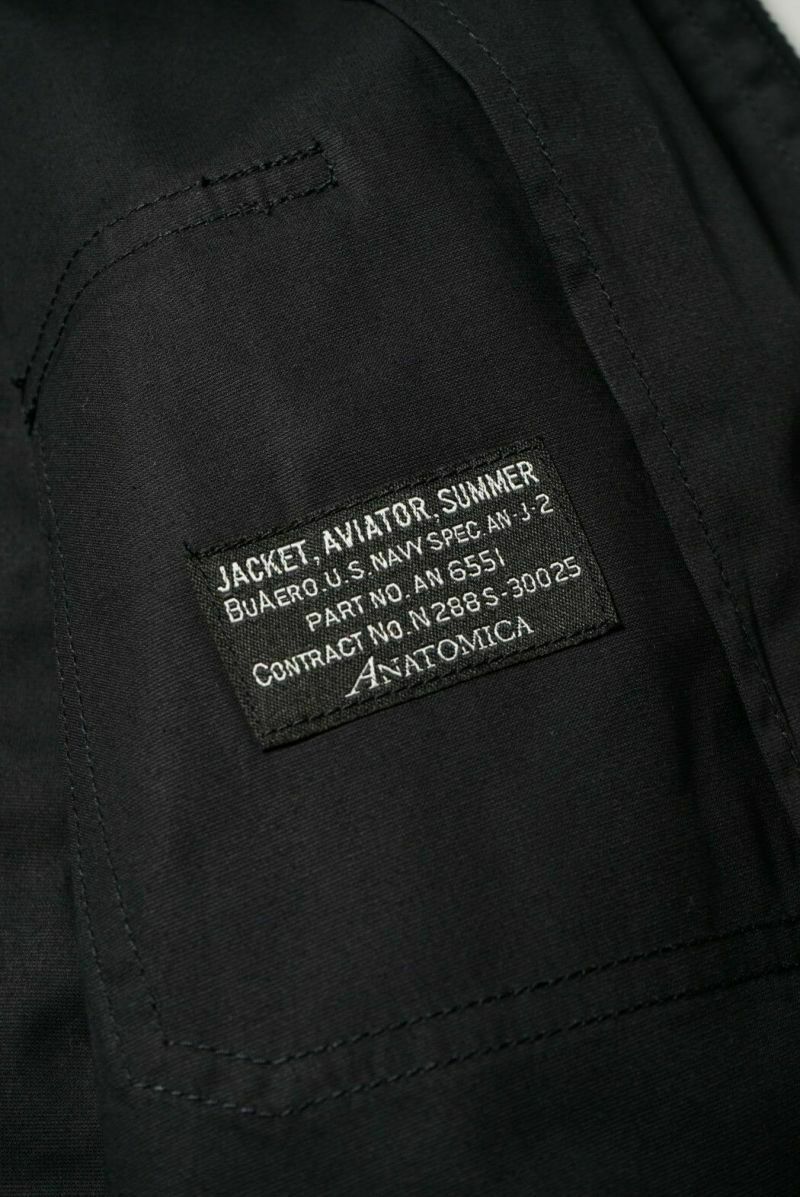 JACKET, AVIATOR, SUMMER
BUAERO. U.S. NAVY SPEC AN-J-2
PART NO. AN 6551
CONTRACT NO. N288S-30025
ANATOMICA